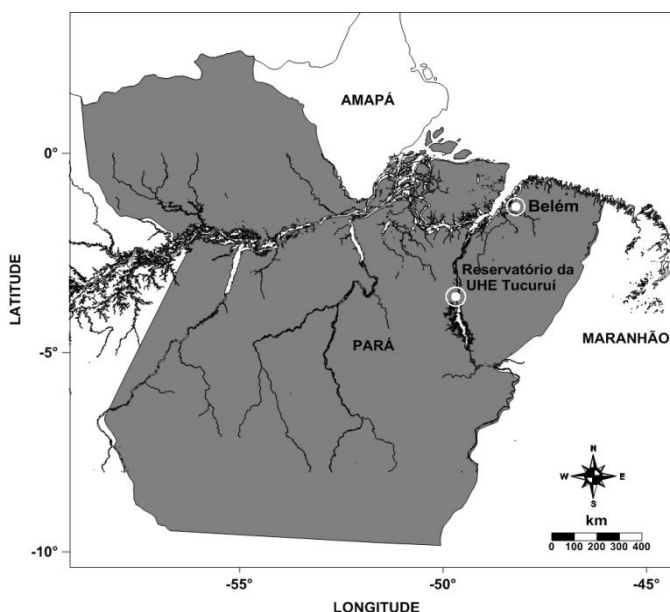 AMAPÁ
0°
Belém
Reservatório da
UHE Tucuruí
LATITUDE
MARANHÃO
PARÁ
-5°
N
W E
S
km
0 100 200 300 400
-10°
-55° -50° -45°
LONGITUDE